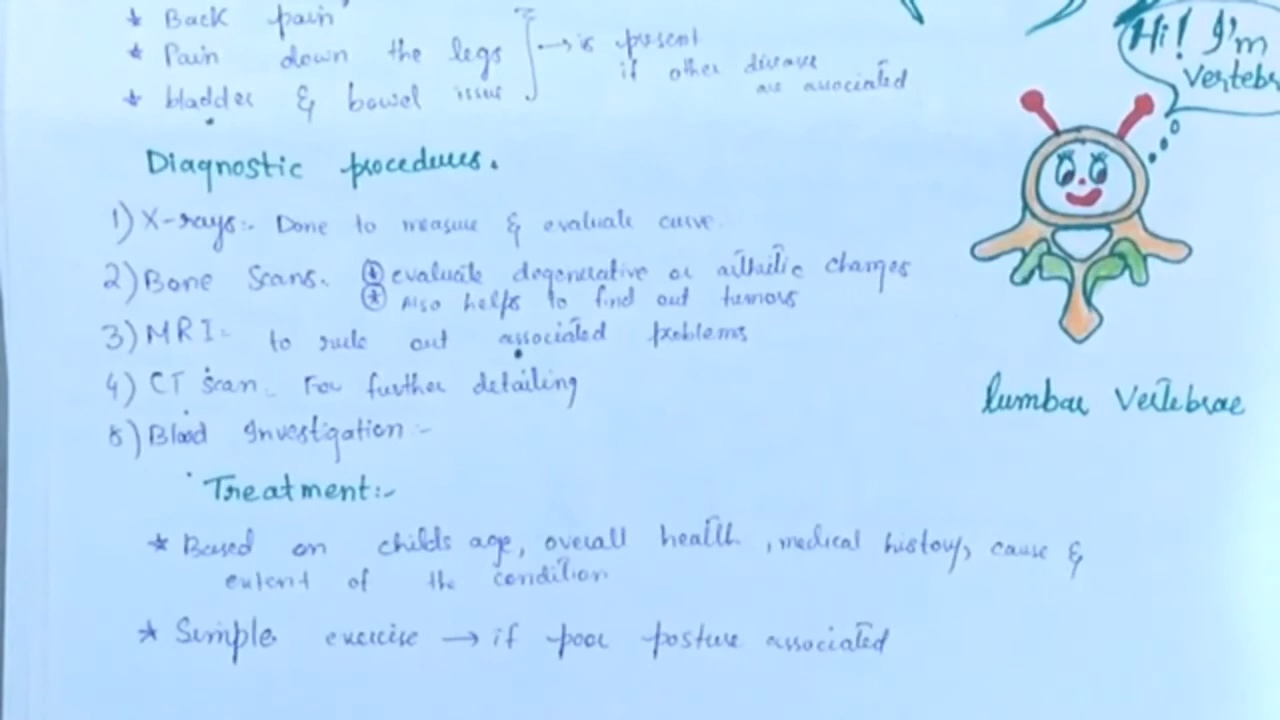 * Back pain
* Pain down the legs → is present
if other disease
are associated
* bladder & bowel issue
Diagnostic procedures.
1) X-rays:- Done to measure & evaluate curve.
2) Bone Scans. * evaluate degenerative or arthritic changes
* Also helps to find out tumous
3) MRI:- to rule out associated problems
4) CT scan:- For further detailing
5) Blood Investigation:-
Treatment:-
* Based on childs age, overall health, medical history, cause &
extent of the condition
* Simple exercise → if poor posture associated
Hi! I'm
Vertebr
lumbar Vertebrae